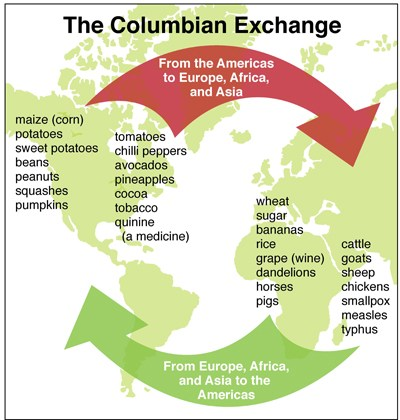 The Columbian Exchange
From the Americas
to Europe, Africa,
and Asia
maize (corn)
potatoes
sweet potatoes
beans
peanuts
squashes
pumpkins
tomatoes
chilli peppers
avocados
pineapples
cocoa
tobacco
quinine
(a medicine)
wheat
sugar
bananas
rice
grape (wine)
dandelions
horses
pigs
cattle
goats
sheep
chickens
smallpox
measles
typhus
From Europe, Africa,
and Asia to the
Americas